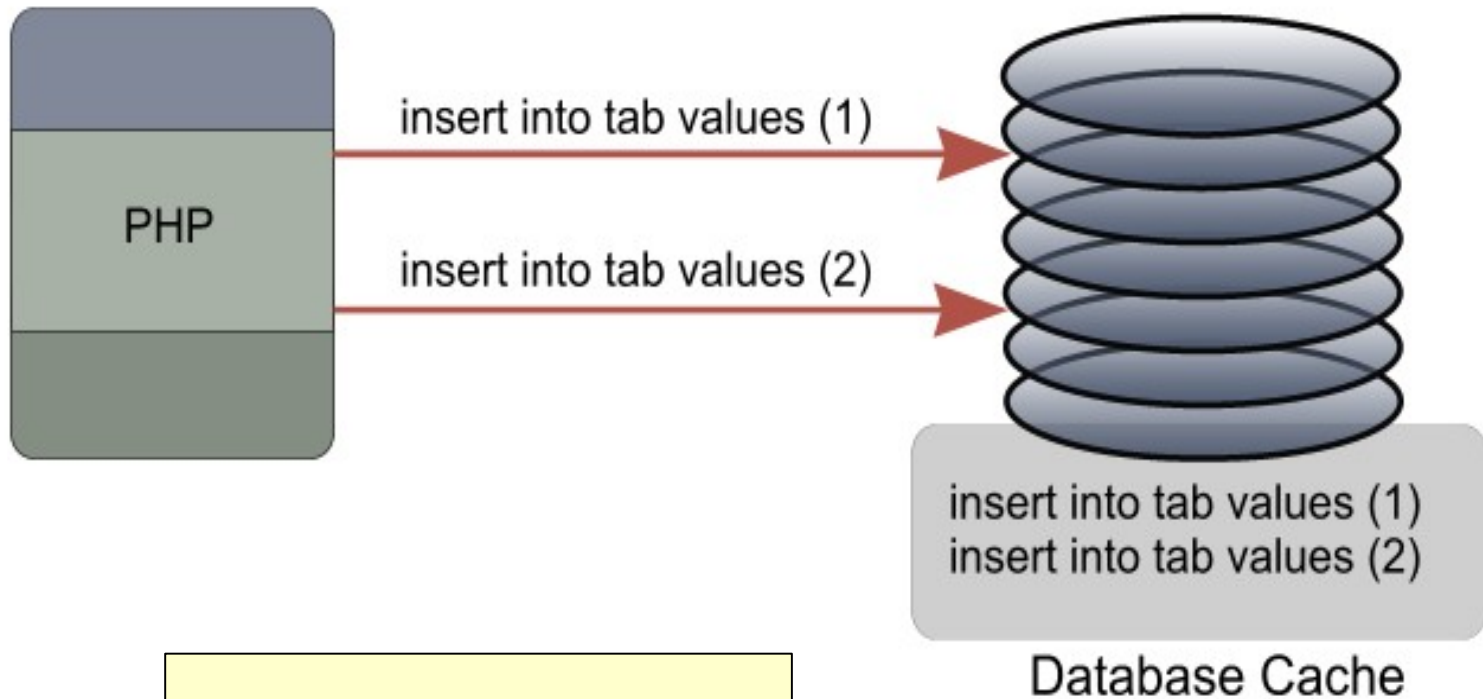 insert into tab values (1)
PHP
insert into tab values (2)
insert into tab values (1)
insert into tab values (2)
Database Cache